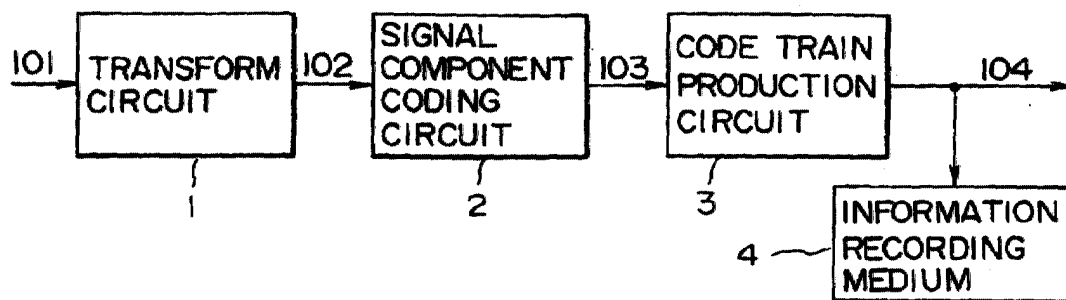 101
TRANSFORM
CIRCUIT
1
102
SIGNAL
COMPONENT
CODING
CIRCUIT
2
103
CODE TRAIN
PRODUCTION
CIRCUIT
3
104
4
INFORMATION
RECORDING
MEDIUM